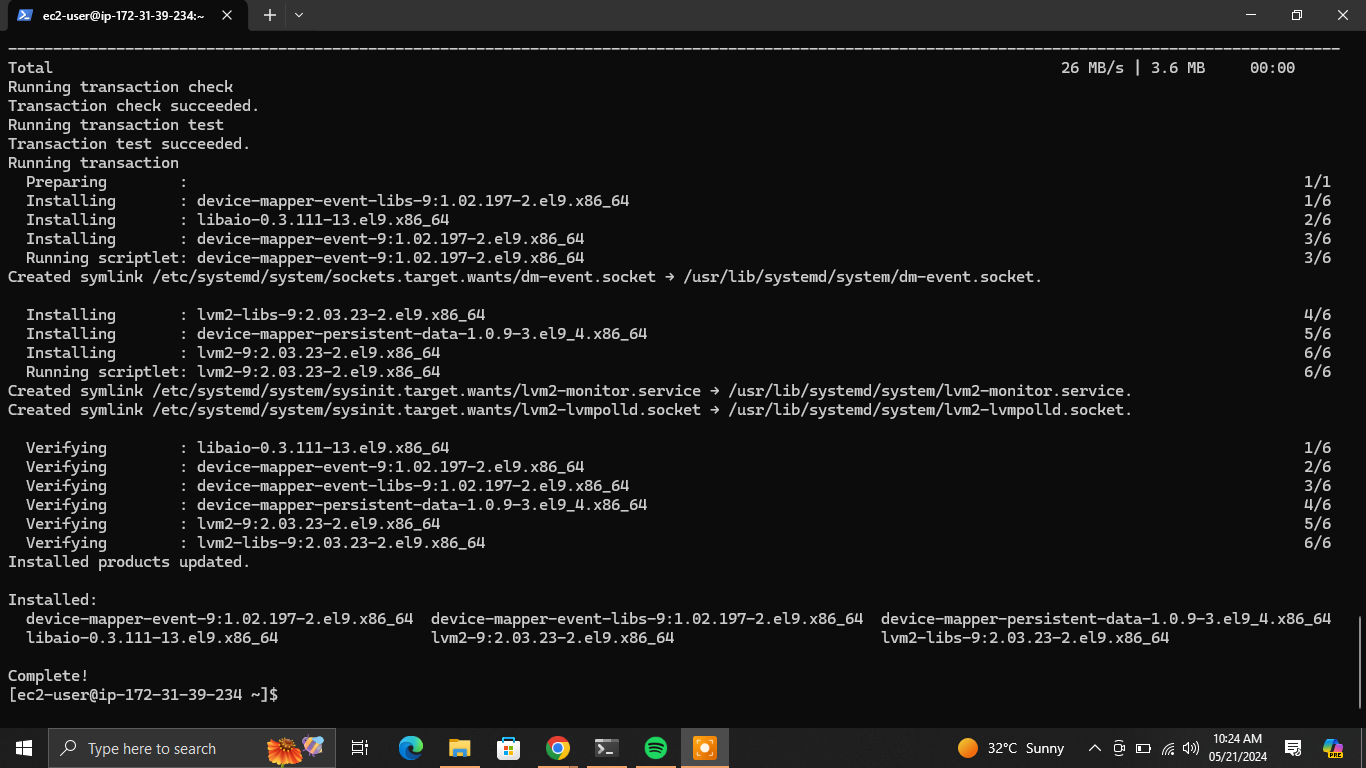 ec2-user@ip-172-31-39-234:~
Total 26 MB/s | 3.6 MB 00:00
Running transaction check
Transaction check succeeded.
Running transaction test
Transaction test succeeded.
Running transaction
Preparing : 1/1
Installing : device-mapper-event-libs-9:1.02.197-2.el9.x86_64 1/6
Installing : libaio-0.3.111-13.el9.x86_64 2/6
Installing : device-mapper-event-9:1.02.197-2.el9.x86_64 3/6
Running scriptlet: device-mapper-event-9:1.02.197-2.el9.x86_64 3/6
Created symlink /etc/systemd/system/sockets.target.wants/dm-event.socket → /usr/lib/systemd/system/dm-event.socket.
Installing : lvm2-libs-9:2.03.23-2.el9.x86_64 4/6
Installing : device-mapper-persistent-data-1.0.9-3.el9_4.x86_64 5/6
Installing : lvm2-9:2.03.23-2.el9.x86_64 6/6
Running scriptlet: lvm2-9:2.03.23-2.el9.x86_64 6/6
Created symlink /etc/systemd/system/sysinit.target.wants/lvm2-monitor.service → /usr/lib/systemd/system/lvm2-monitor.service.
Created symlink /etc/systemd/system/sysinit.target.wants/lvm2-lvmpolld.socket → /usr/lib/systemd/system/lvm2-lvmpolld.socket.
Verifying : libaio-0.3.111-13.el9.x86_64 1/6
Verifying : device-mapper-event-9:1.02.197-2.el9.x86_64 2/6
Verifying : device-mapper-event-libs-9:1.02.197-2.el9.x86_64 3/6
Verifying : device-mapper-persistent-data-1.0.9-3.el9_4.x86_64 4/6
Verifying : lvm2-9:2.03.23-2.el9.x86_64 5/6
Verifying : lvm2-libs-9:2.03.23-2.el9.x86_64 6/6
Installed products updated.
Installed:
device-mapper-event-9:1.02.197-2.el9.x86_64 device-mapper-event-libs-9:1.02.197-2.el9.x86_64 device-mapper-persistent-data-1.0.9-3.el9_4.x86_64
libaio-0.3.111-13.el9.x86_64 lvm2-9:2.03.23-2.el9.x86_64 lvm2-libs-9:2.03.23-2.el9.x86_64
Complete!
[ec2-user@ip-172-31-39-234 ~]$
Type here to search
32°C Sunny
10:24 AM
05/21/2024
PRE